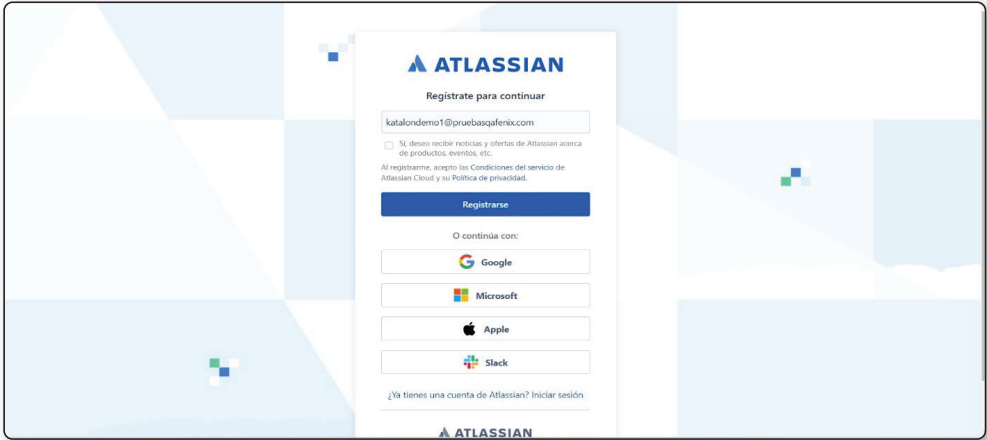 ATLASSIAN
Regístrate para continuar
katalondemo1@pruebasqafenix.com
Sí, deseo recibir noticias y ofertas de Atlassian acerca
de productos, eventos, etc.
Al registrarme, acepto las Condiciones del servicio de
Atlassian Cloud y su Política de privacidad.
Registrarse
O continúa con:
Google
Microsoft
Apple
Slack
¿Ya tienes una cuenta de Atlassian? Iniciar sesión
ATLASSIAN